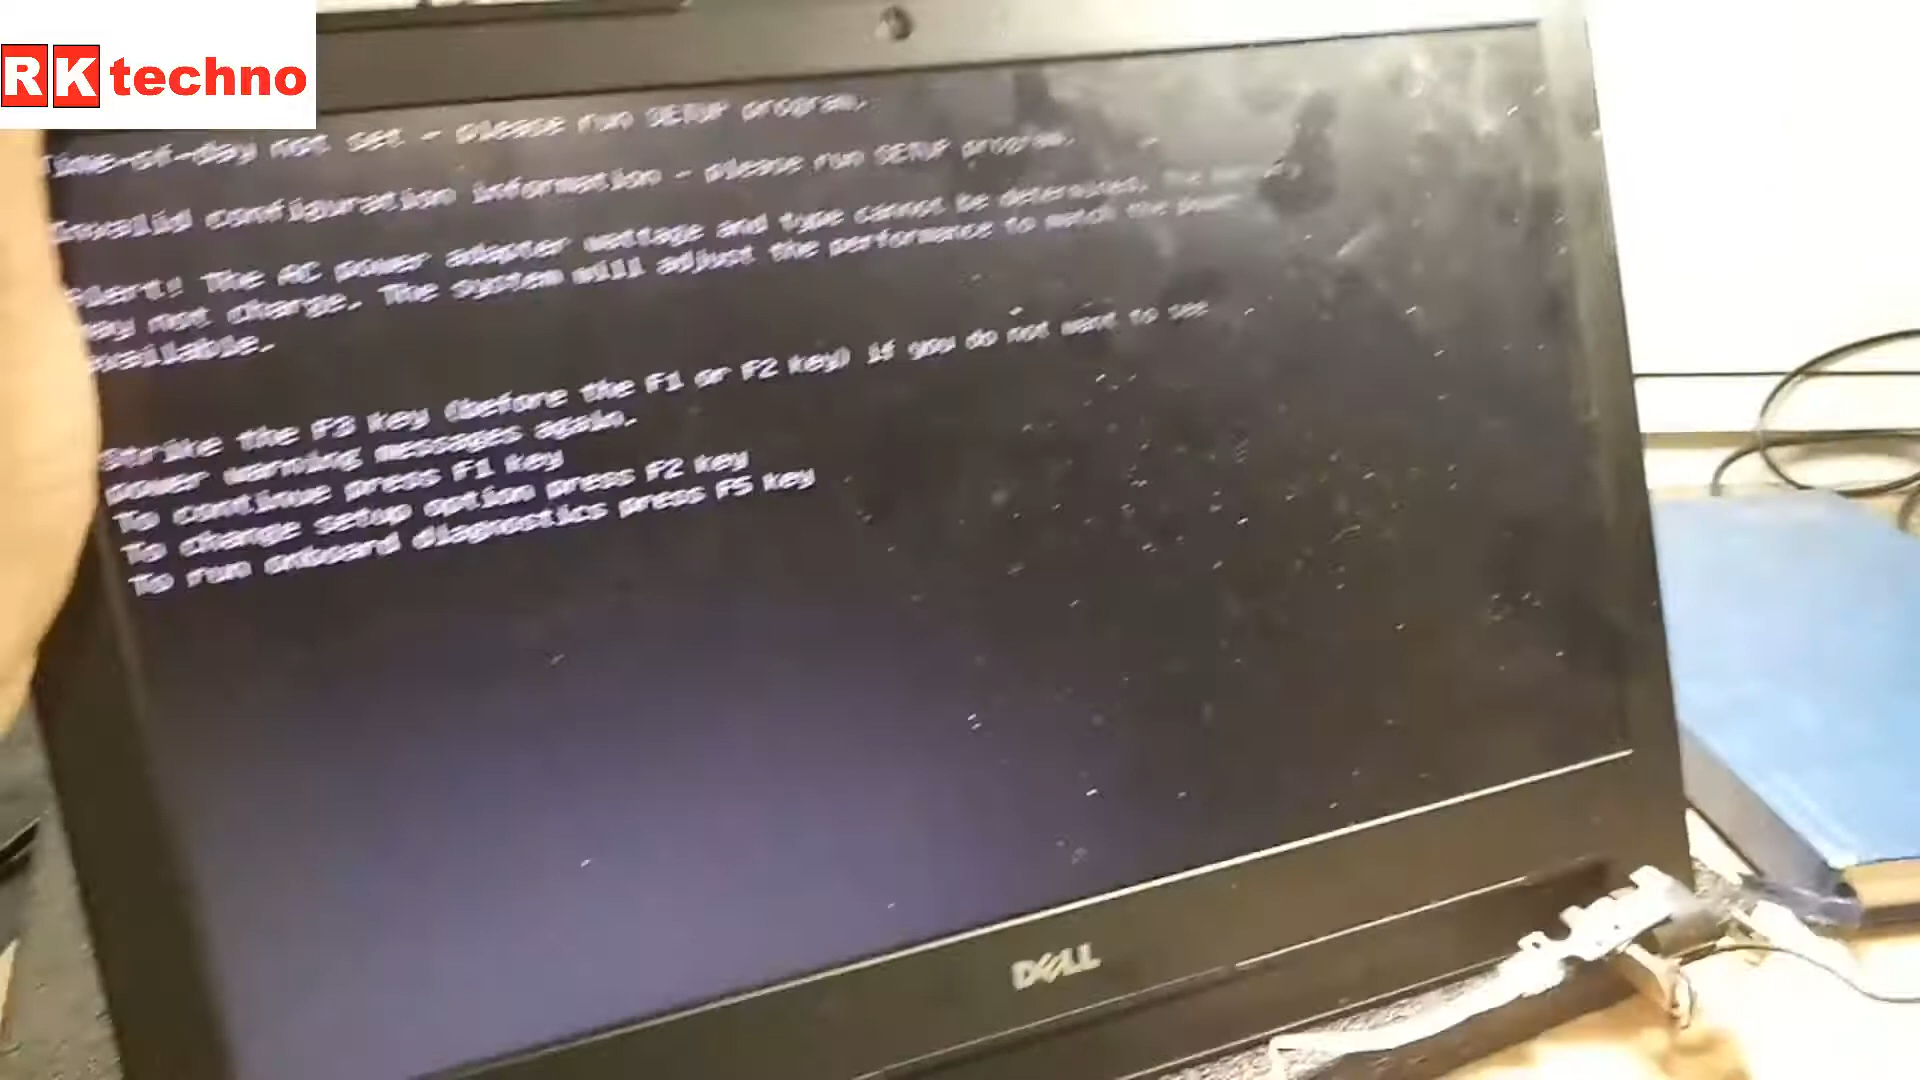 RK techno
Time-of-day not set - please run SETUP program.
Invalid configuration information - please run SETUP program.
Alert! The AC power adapter wattage and type cannot be determined. The battery
may not charge. The system will adjust the performance to match the power
available.
Strike the F3 key (before the F1 or F2 key) if you do not want to see
power warning messages again.
To continue press F1 key
To change setup option press F2 key
To run onboard diagnostics press F5 key
DELL